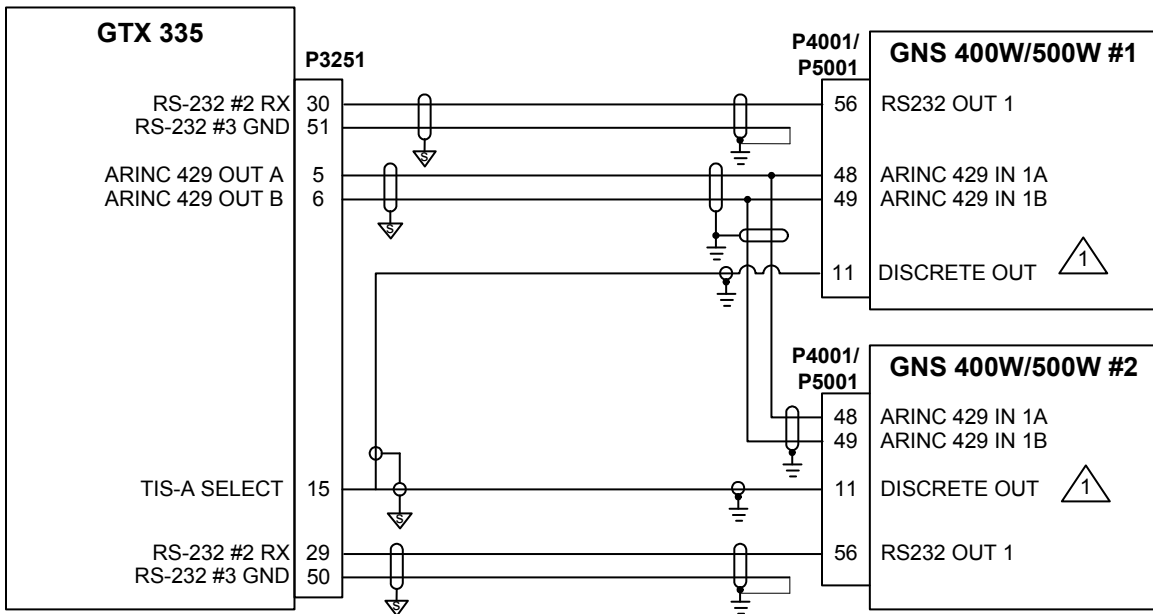 GTX 335
P3251
RS-232 #2 RX 30
RS-232 #3 GND 51
ARINC 429 OUT A 5
ARINC 429 OUT B 6
TIS-A SELECT 15
RS-232 #2 RX 29
RS-232 #3 GND 50
S
S
S
S
P4001/
P5001
GNS 400W/500W #1
56 RS232 OUT 1
48 ARINC 429 IN 1A
49 ARINC 429 IN 1B
11 DISCRETE OUT 1
P4001/
P5001
GNS 400W/500W #2
48 ARINC 429 IN 1A
49 ARINC 429 IN 1B
11 DISCRETE OUT 1
56 RS232 OUT 1